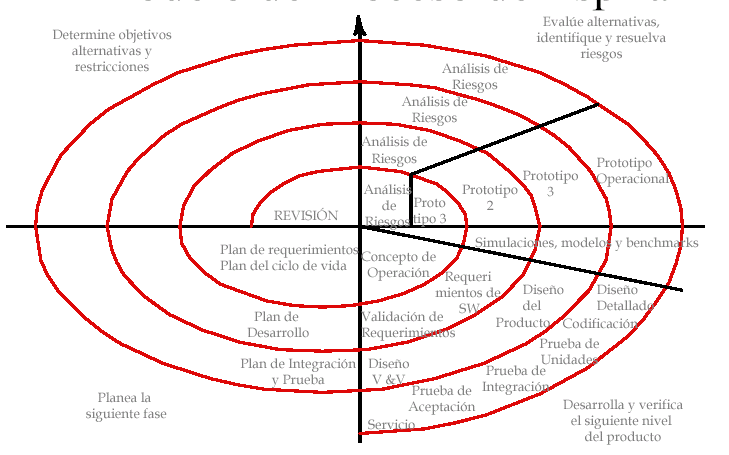 Determine objetivos
alternativas y
restricciones
Evalúe alternativas,
identifique y resuelva
riesgos
Análisis de
Riesgos
Análisis de
Riesgos
Análisis de
Riesgos
Análisis
de
Riesgos
Proto
tipo 3
Prototipo
2
Prototipo
3
Prototipo
Operacional
REVISIÓN
Simulaciones, modelos y benchmarks
Plan de requerimientos
Plan del ciclo de vida
Concepto de
Operación
Requeri
mientos de
SW
Diseño
del
Producto
Diseño
Detallado
Plan de
Desarrollo
Validación de
Requerimientos
Codificación
Prueba de
Unidades
Plan de Integración
y Prueba
Diseño
V &V
Prueba de
Integración
Prueba de
Aceptación
Servicio
Planea la
siguiente fase
Desarrolla y verifica
el siguiente nivel
del producto